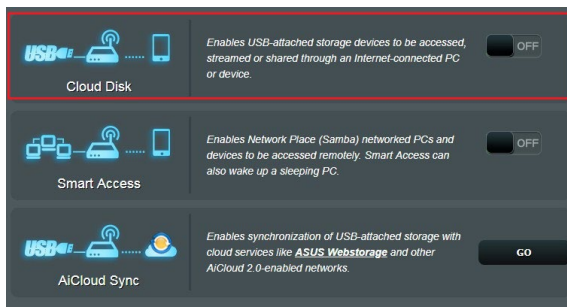 USB
Cloud Disk
Enables USB-attached storage devices to be accessed,
streamed or shared through an Internet-connected PC
or device.
OFF
Smart Access
Enables Network Place (Samba) networked PCs and
devices to be accessed remotely. Smart Access can
also wake up a sleeping PC.
OFF
USB
AiCloud Sync
Enables synchronization of USB-attached storage with
cloud services like ASUS Webstorage and other
AiCloud 2.0-enabled networks.
GO